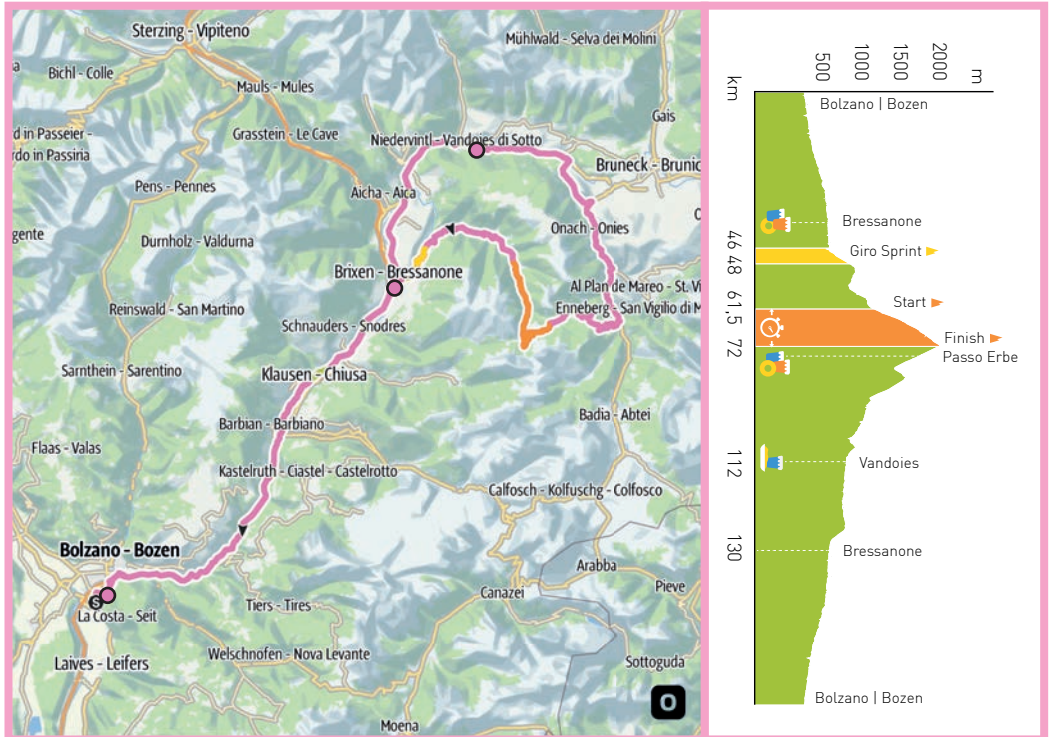 Sterzing - Vipiteno
Mühlwald - Selva dei Molini
Bichl - Colle
Mauls - Mules
Gais
d in Passeier -
rdo in Passiria
Grasstein - Le Cave
Niedervintl - Vandoies di Sotto
Bruneck - Brunic
Pens - Pennes
Aicha - Aica
gente
Durnholz - Valdurna
Onach - Onies
Brixen - Bressanone
Al Plan de Mareo - St. Vi
Reinswald - San Martino
Enneberg - San Vigilio di M
Schnauders - Snodres
Sarnthein - Sarentino
Klausen - Chiusa
Badia - Abtei
Barbian - Barbiano
Flaas - Valas
Kastelruth - Ciastel - Castelrotto
Calfosch - Kolfuschg - Colfosco
Bolzano - Bozen
Arabba
Canazei
Pieve
S
La Costa - Seit
Tiers - Tires
Laives - Leifers
Welschnofen - Nova Levante
Sottoguda
O
Moena
km
500
1000
1500
2000
m
Bolzano | Bozen
Bressanone
46
Giro Sprint
48
61,5
Start
72
Finish
Passo Erbe
112
Vandoies
130
Bressanone
Bolzano | Bozen